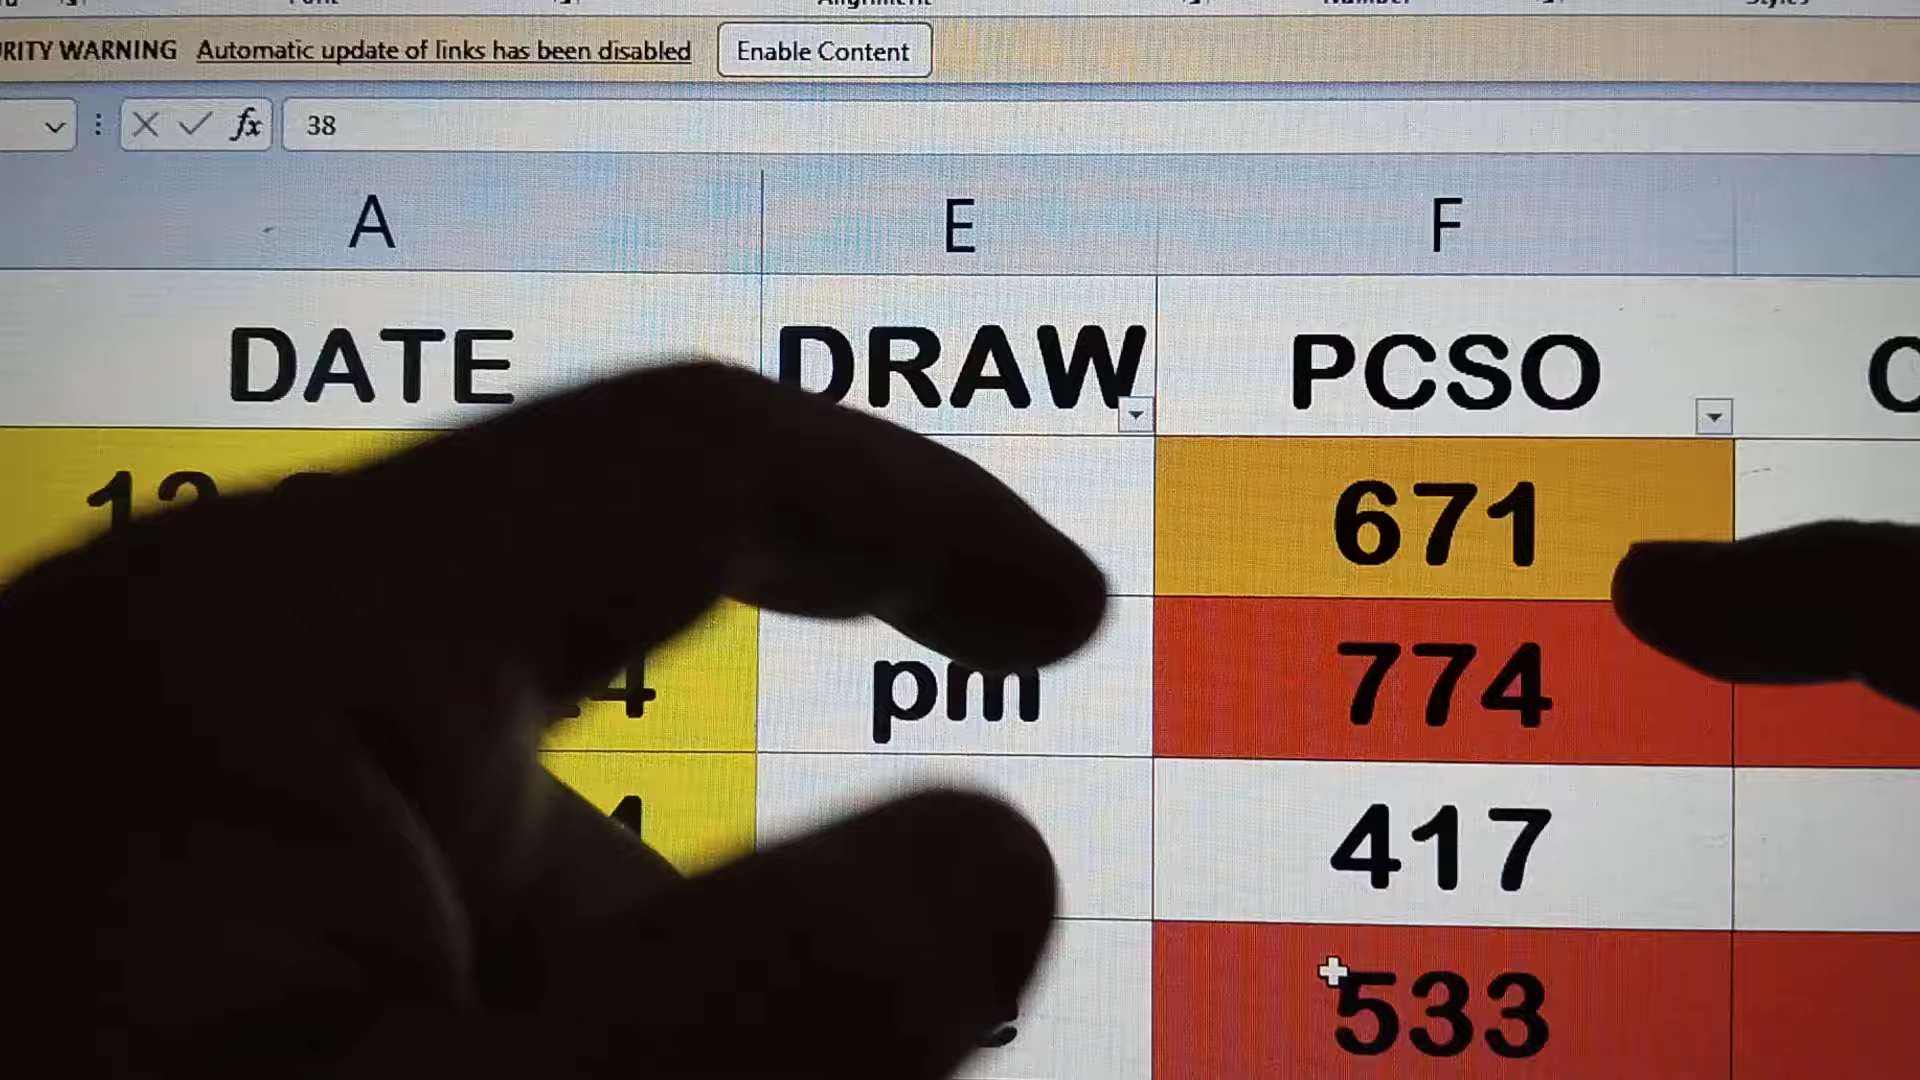 RITY WARNING Automatic update of links has been disabled Enable Content
fx 38
A E F
DATE DRAW PCSO
671
pm 774
417
533